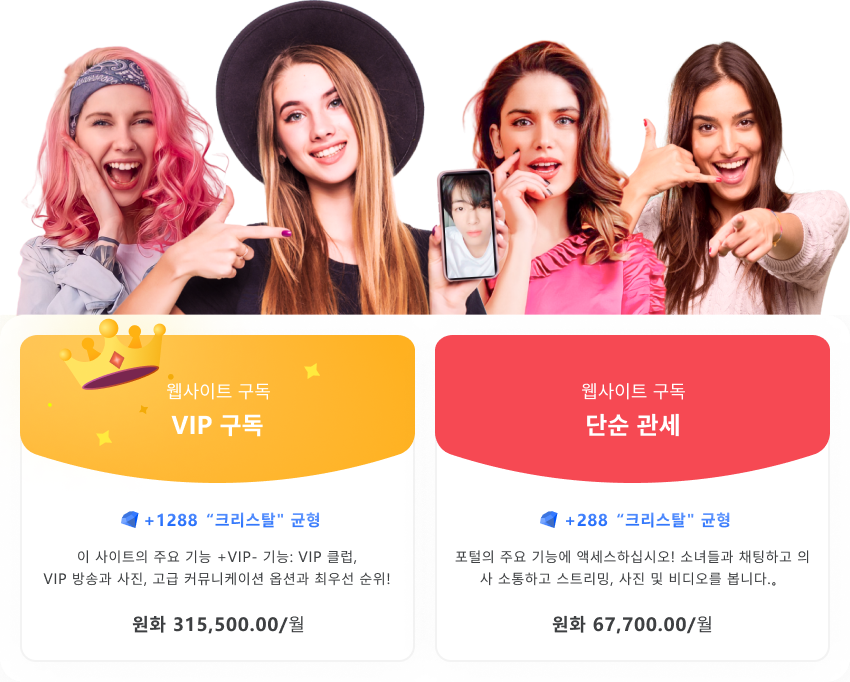 웹사이트 구독
VIP 구독
+1288 “크리스탈" 균형
이 사이트의 주요 기능 +VIP- 기능: VIP 클럽,
VIP 방송과 사진, 고급 커뮤니케이션 옵션과 최우선 순위!
원화 315,500.00/월
웹사이트 구독
단순 관세
+288 “크리스탈" 균형
포털의 주요 기능에 액세스하십시오! 소녀들과 채팅하고 의
사 소통하고 스트리밍, 사진 및 비디오를 봅니다.。
원화 67,700.00/월